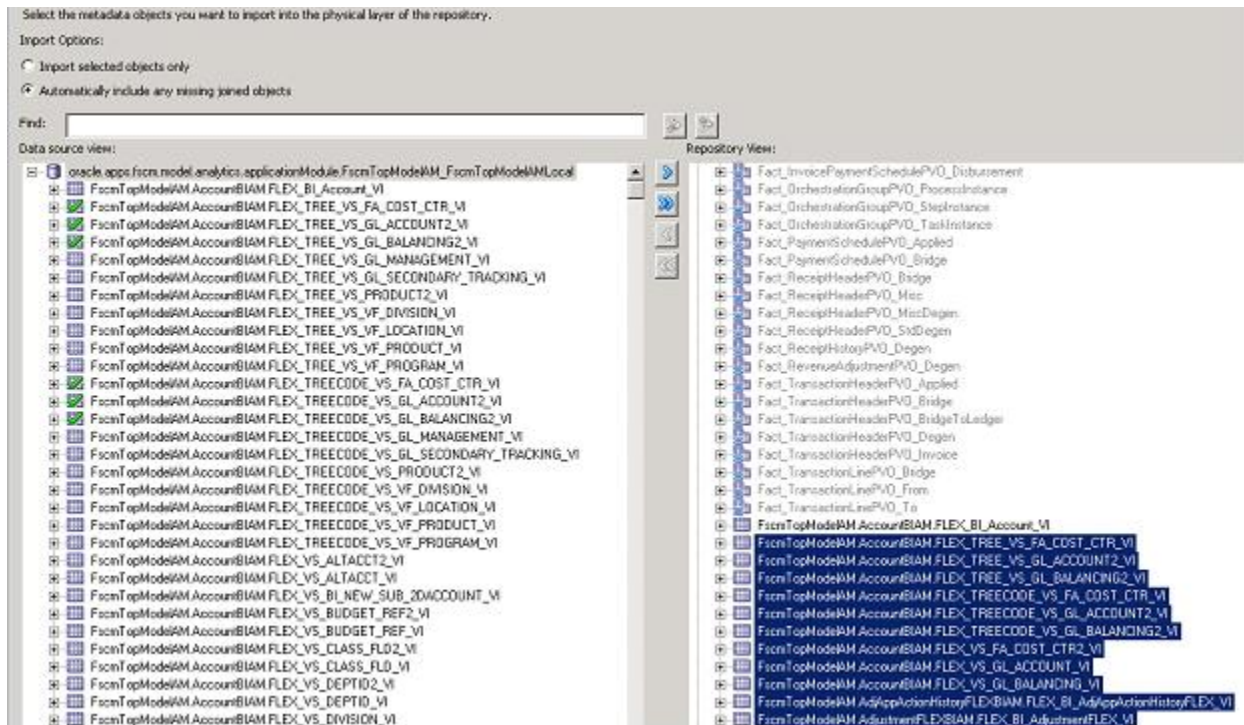 Select the metadata objects you want to import into the physical layer of the repository.
Import Options:
Import selected objects only
Automatically include any missing joined objects
Find:
Data source view:
oracle.apps.fscm.model.analytics.applicationModule.FscmTopModelAM_FscmTopModelAMLocal
FscmTopModelAM.AccountBIAM.FLEX_BI_Account_VI
FscmTopModelAM.AccountBIAM.FLEX_TREE_VS_FA_COST_CTR_VI
FscmTopModelAM.AccountBIAM.FLEX_TREE_VS_GL_ACCOUNT2_VI
FscmTopModelAM.AccountBIAM.FLEX_TREE_VS_GL_BALANCING2_VI
FscmTopModelAM.AccountBIAM.FLEX_TREE_VS_GL_MANAGEMENT_VI
FscmTopModelAM.AccountBIAM.FLEX_TREE_VS_GL_SECONDARY_TRACKING_VI
FscmTopModelAM.AccountBIAM.FLEX_TREE_VS_PRODUCT2_VI
FscmTopModelAM.AccountBIAM.FLEX_TREE_VS_VF_DIVISION_VI
FscmTopModelAM.AccountBIAM.FLEX_TREE_VS_VF_LOCATION_VI
FscmTopModelAM.AccountBIAM.FLEX_TREE_VS_VF_PRODUCT_VI
FscmTopModelAM.AccountBIAM.FLEX_TREE_VS_VF_PROGRAM_VI
FscmTopModelAM.AccountBIAM.FLEX_TREECODE_VS_FA_COST_CTR_VI
FscmTopModelAM.AccountBIAM.FLEX_TREECODE_VS_GL_ACCOUNT2_VI
FscmTopModelAM.AccountBIAM.FLEX_TREECODE_VS_GL_BALANCING2_VI
FscmTopModelAM.AccountBIAM.FLEX_TREECODE_VS_GL_MANAGEMENT_VI
FscmTopModelAM.AccountBIAM.FLEX_TREECODE_VS_GL_SECONDARY_TRACKING_VI
FscmTopModelAM.AccountBIAM.FLEX_TREECODE_VS_PRODUCT2_VI
FscmTopModelAM.AccountBIAM.FLEX_TREECODE_VS_VF_DIVISION_VI
FscmTopModelAM.AccountBIAM.FLEX_TREECODE_VS_VF_LOCATION_VI
FscmTopModelAM.AccountBIAM.FLEX_TREECODE_VS_VF_PRODUCT_VI
FscmTopModelAM.AccountBIAM.FLEX_TREECODE_VS_VF_PROGRAM_VI
FscmTopModelAM.AccountBIAM.FLEX_VS_ALTACCT2_VI
FscmTopModelAM.AccountBIAM.FLEX_VS_ALTACCT_VI
FscmTopModelAM.AccountBIAM.FLEX_VS_BI_NEW_SUB_2DACCOUNT_VI
FscmTopModelAM.AccountBIAM.FLEX_VS_BUDGET_REF2_VI
FscmTopModelAM.AccountBIAM.FLEX_VS_BUDGET_REF_VI
FscmTopModelAM.AccountBIAM.FLEX_VS_CLASS_FLD2_VI
FscmTopModelAM.AccountBIAM.FLEX_VS_CLASS_FLD_VI
FscmTopModelAM.AccountBIAM.FLEX_VS_DEPTID2_VI
FscmTopModelAM.AccountBIAM.FLEX_VS_DEPTID_VI
FscmTopModelAM.AccountBIAM.FLEX_VS_DIVISION_VI
Repository View:
Fact_InvoicePaymentSchedulePVO_Disbursement
Fact_OrchestrationGroupPVO_ProcessInstance
Fact_OrchestrationGroupPVO_StepInstance
Fact_OrchestrationGroupPVO_TaskInstance
Fact_PaymentSchedulePVO_Applied
Fact_PaymentSchedulePVO_Bridge
Fact_ReceiptHeaderPVO_Bridge
Fact_ReceiptHeaderPVO_Misc
Fact_ReceiptHeaderPVO_MiscDegen
Fact_ReceiptHeaderPVO_StdDegen
Fact_ReceiptHistoryPVO_Degen
Fact_RevenueAdjustmentPVO_Degen
Fact_TransactionHeaderPVO_Applied
Fact_TransactionHeaderPVO_Bridge
Fact_TransactionHeaderPVO_BridgeToLedger
Fact_TransactionHeaderPVO_Degen
Fact_TransactionHeaderPVO_Invoice
Fact_TransactionLinePVO_Bridge
Fact_TransactionLinePVO_From
Fact_TransactionLinePVO_To
FscmTopModelAM.AccountBIAM.FLEX_BI_Account_VI
FscmTopModelAM.AccountBIAM.FLEX_TREE_VS_FA_COST_CTR_VI
FscmTopModelAM.AccountBIAM.FLEX_TREE_VS_GL_ACCOUNT2_VI
FscmTopModelAM.AccountBIAM.FLEX_TREE_VS_GL_BALANCING2_VI
FscmTopModelAM.AccountBIAM.FLEX_TREECODE_VS_FA_COST_CTR_VI
FscmTopModelAM.AccountBIAM.FLEX_TREECODE_VS_GL_ACCOUNT2_VI
FscmTopModelAM.AccountBIAM.FLEX_TREECODE_VS_GL_BALANCING2_VI
FscmTopModelAM.AccountBIAM.FLEX_VS_FA_COST_CTR2_VI
FscmTopModelAM.AccountBIAM.FLEX_VS_GL_ACCOUNT_VI
FscmTopModelAM.AccountBIAM.FLEX_VS_GL_BALANCING_VI
FscmTopModelAM.AdjAppActionHistoryFLEXBIAM.FLEX_BI_AdjAppActionHistoryFLEX_VI
FscmTopModelAM.AdjustmentFLEXBIAM.FLEX_BI_AdjustmentFLEX_VI